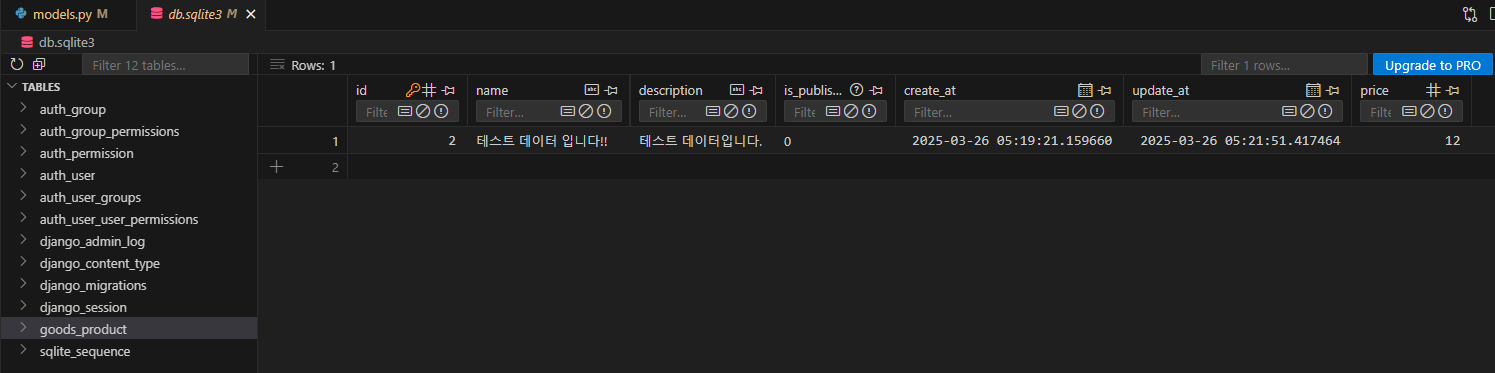 models.py M
db.sqlite3 M
db.sqlite3
Filter 12 tables...
Rows: 1
Filter 1 rows...
Upgrade to PRO
TABLES
auth_group
auth_group_permissions
auth_permission
auth_user
auth_user_groups
auth_user_user_permissions
django_admin_log
django_content_type
django_migrations
django_session
goods_product
sqlite_sequence
id name description is_publis... create_at update_at price
Filte Filter... Filter... Filte Filter... Filter... Filte
1 2 테스트 데이터 입니다!! 테스트 데이터입니다. 0 2025-03-26 05:19:21.159660 2025-03-26 05:21:51.417464 12
2